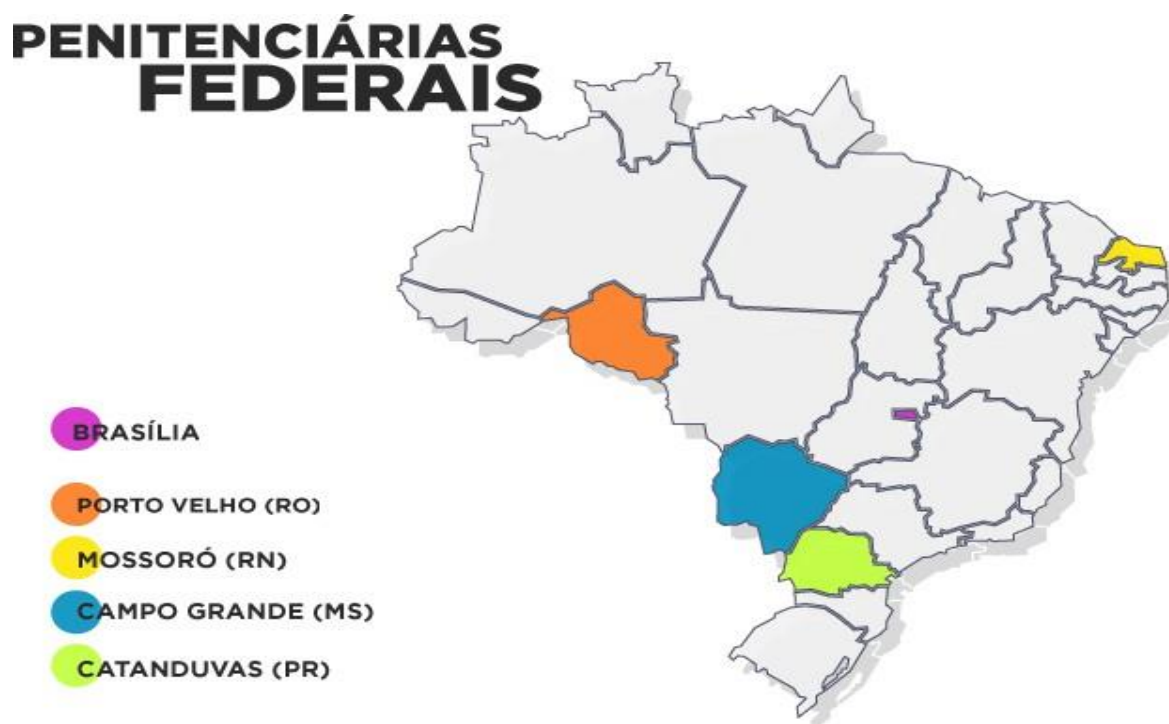 PENITENCIÁRIAS
FEDERAIS
BRASÍLIA
PORTO VELHO (RO)
MOSSORÓ (RN)
CAMPO GRANDE (MS)
CATANDUVAS (PR)